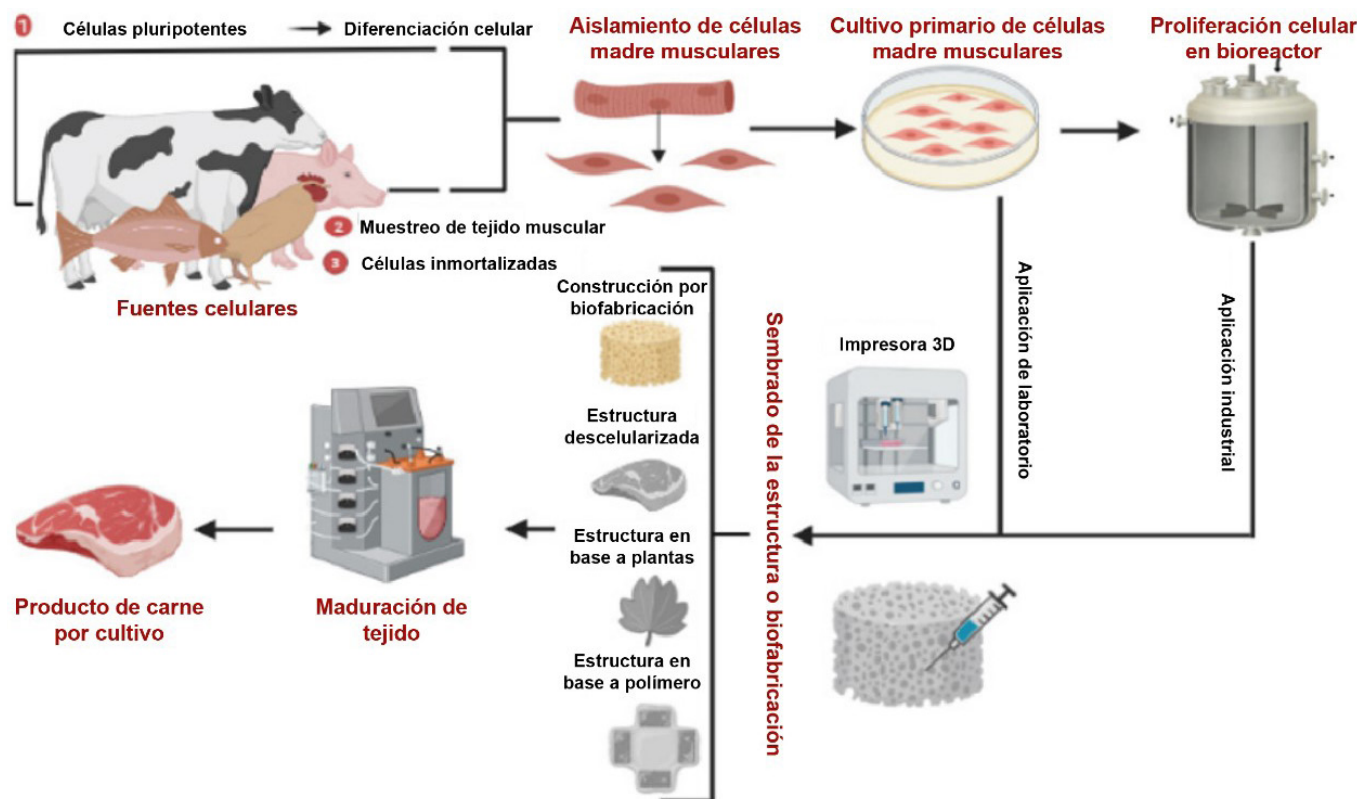 1 Células pluripotentes → Diferenciación celular
Aislamiento de células
madre musculares
Cultivo primario de células
madre musculares
Proliferación celular
en bioreactor
2 Muestreo de tejido muscular
3 Células inmortalizadas
Fuentes celulares
Aplicación de laboratorio
Aplicación industrial
Impresora 3D
Sembrado de la estructura o biofabricación
Construcción por
biofabricación
Estructura
descelularizada
Estructura en
base a plantas
Estructura en
base a polímero
Maduración de
tejido
Producto de carne
por cultivo